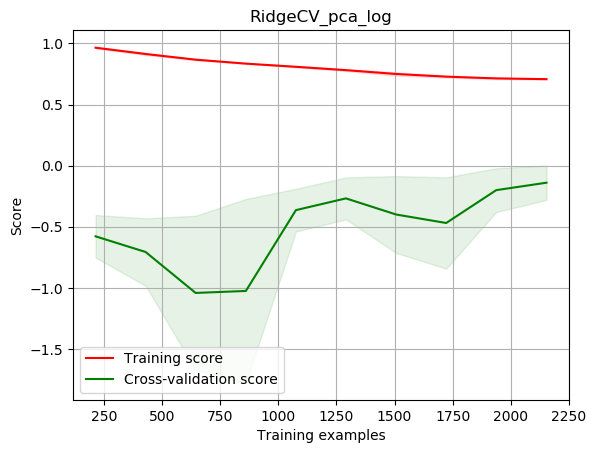 RidgeCV_pca_log
1.0
0.5
0.0
−0.5
−1.0
−1.5
Score
Training score
Cross-validation score
250 500 750 1000 1250 1500 1750 2000 2250
Training examples